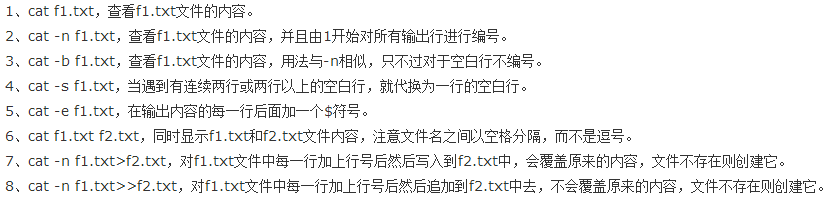 1、cat f1.txt，查看f1.txt文件的内容。
2、cat -n f1.txt，查看f1.txt文件的内容，并且由1开始对所有输出行进行编号。
3、cat -b f1.txt，查看f1.txt文件的内容，用法与-n相似，只不过对于空白行不编号。
4、cat -s f1.txt，当遇到有连续两行或两行以上的空白行，就代换为一行的空白行。
5、cat -e f1.txt，在输出内容的每一行后面加一个$符号。
6、cat f1.txt f2.txt，同时显示f1.txt和f2.txt文件内容，注意文件名之间以空格分隔，而不是逗号。
7、cat -n f1.txt>f2.txt，对f1.txt文件中每一行加上行号后然后写入到f2.txt中，会覆盖原来的内容，文件不存在则创建它。
8、cat -n f1.txt>>f2.txt，对f1.txt文件中每一行加上行号后然后追加到f2.txt中去，不会覆盖原来的内容，文件不存在则创建它。